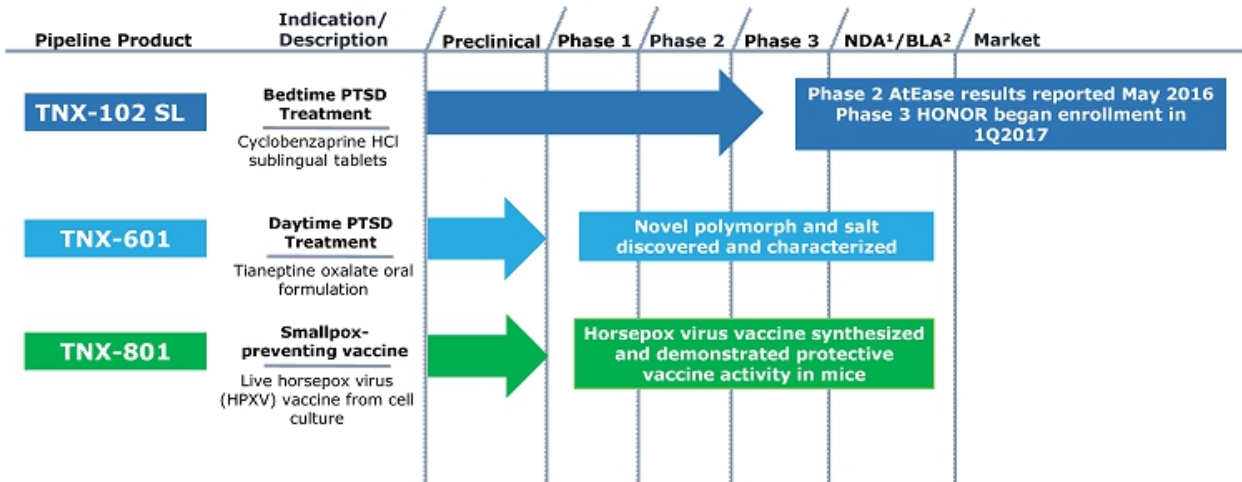 Pipeline Product
Indication/
Description
Preclinical
Phase 1
Phase 2
Phase 3
NDA¹/BLA²
Market
TNX-102 SL
Bedtime PTSD
Treatment
Cyclobenzaprine HCl
sublingual tablets
Phase 2 AtEase results reported May 2016
Phase 3 HONOR began enrollment in
1Q2017
TNX-601
Daytime PTSD
Treatment
Tianeptine oxalate oral
formulation
Novel polymorph and salt
discovered and characterized
TNX-801
Smallpox-
preventing vaccine
Live horsepox virus
(HPXV) vaccine from cell
culture
Horsepox virus vaccine synthesized
and demonstrated protective
vaccine activity in mice